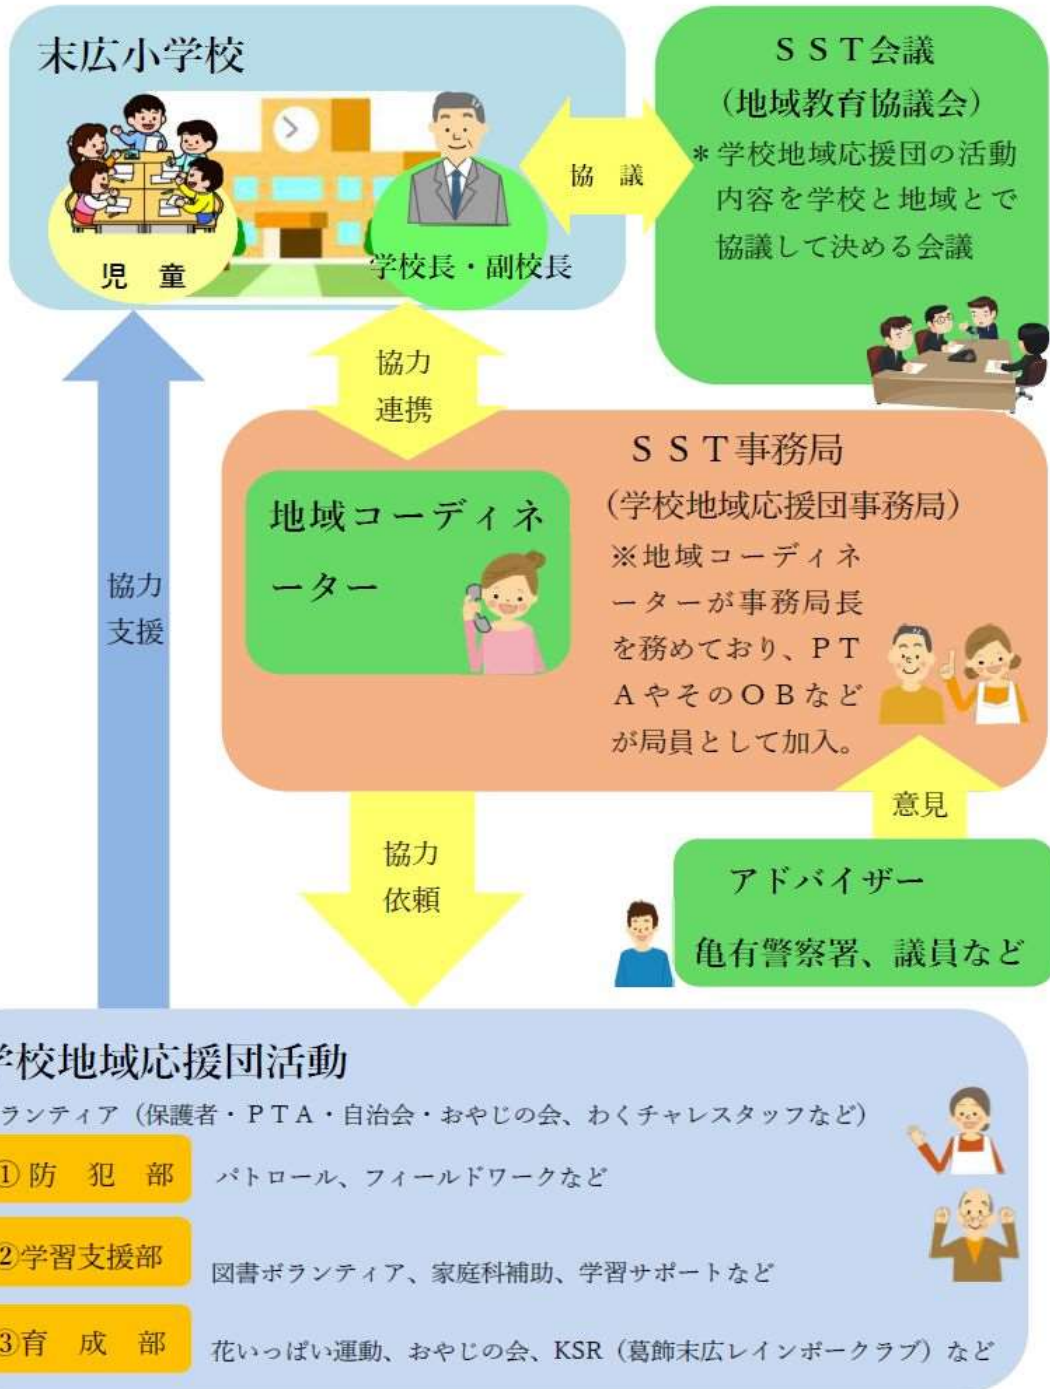 末広小学校
児 童
学校長・副校長
協 議
ＳＳＴ会議
（地域教育協議会）
＊学校地域応援団の活動
内容を学校と地域とで
協議して決める会議
協力
連携
ＳＳＴ事務局
（学校地域応援団事務局）
※地域コーディネ
ーターが事務局長
を務めており、ＰＴ
ＡやそのＯＢなど
が局員として加入。
地域コーディネ
ーター
協力
支援
意見
アドバイザー
亀有警察署、議員など
協力
依頼
校地域応援団活動
ランティア（保護者・ＰＴＡ・自治会・おやじの会、わくチャレスタッフなど）
①防 犯 部
パトロール、フィールドワークなど
②学習支援部
図書ボランティア、家庭科補助、学習サポートなど
③育 成 部
花いっぱい運動、おやじの会、KSR（葛飾末広レインボークラブ）など